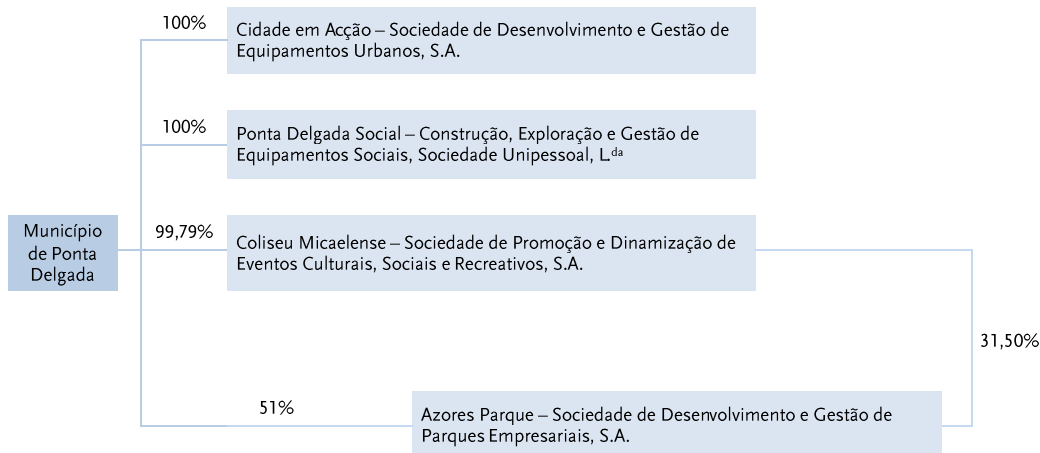 100%
Cidade em Acção – Sociedade de Desenvolvimento e Gestão de
Equipamentos Urbanos, S.A.
100%
Ponta Delgada Social – Construção, Exploração e Gestão de
Equipamentos Sociais, Sociedade Unipessoal, L.ᵈᵃ
Município
de Ponta
Delgada
99,79%
Coliseu Micaelense – Sociedade de Promoção e Dinamização de
Eventos Culturais, Sociais e Recreativos, S.A.
31,50%
51%
Azores Parque – Sociedade de Desenvolvimento e Gestão de
Parques Empresariais, S.A.